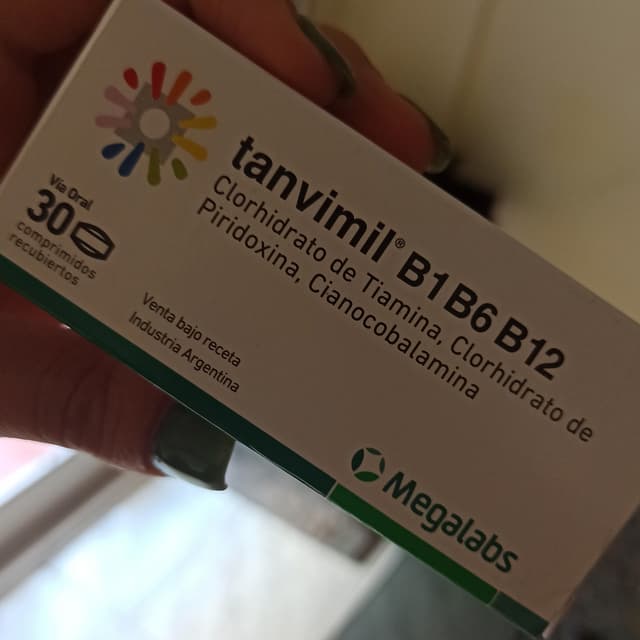 tanvimil® B1 B6 B12
Clorhidrato de Tiamina, Clorhidrato de
Piridoxina, Cianocobalamina
Vía Oral
30
comprimidos
recubiertos
Venta bajo receta
Industria Argentina
Megalabs